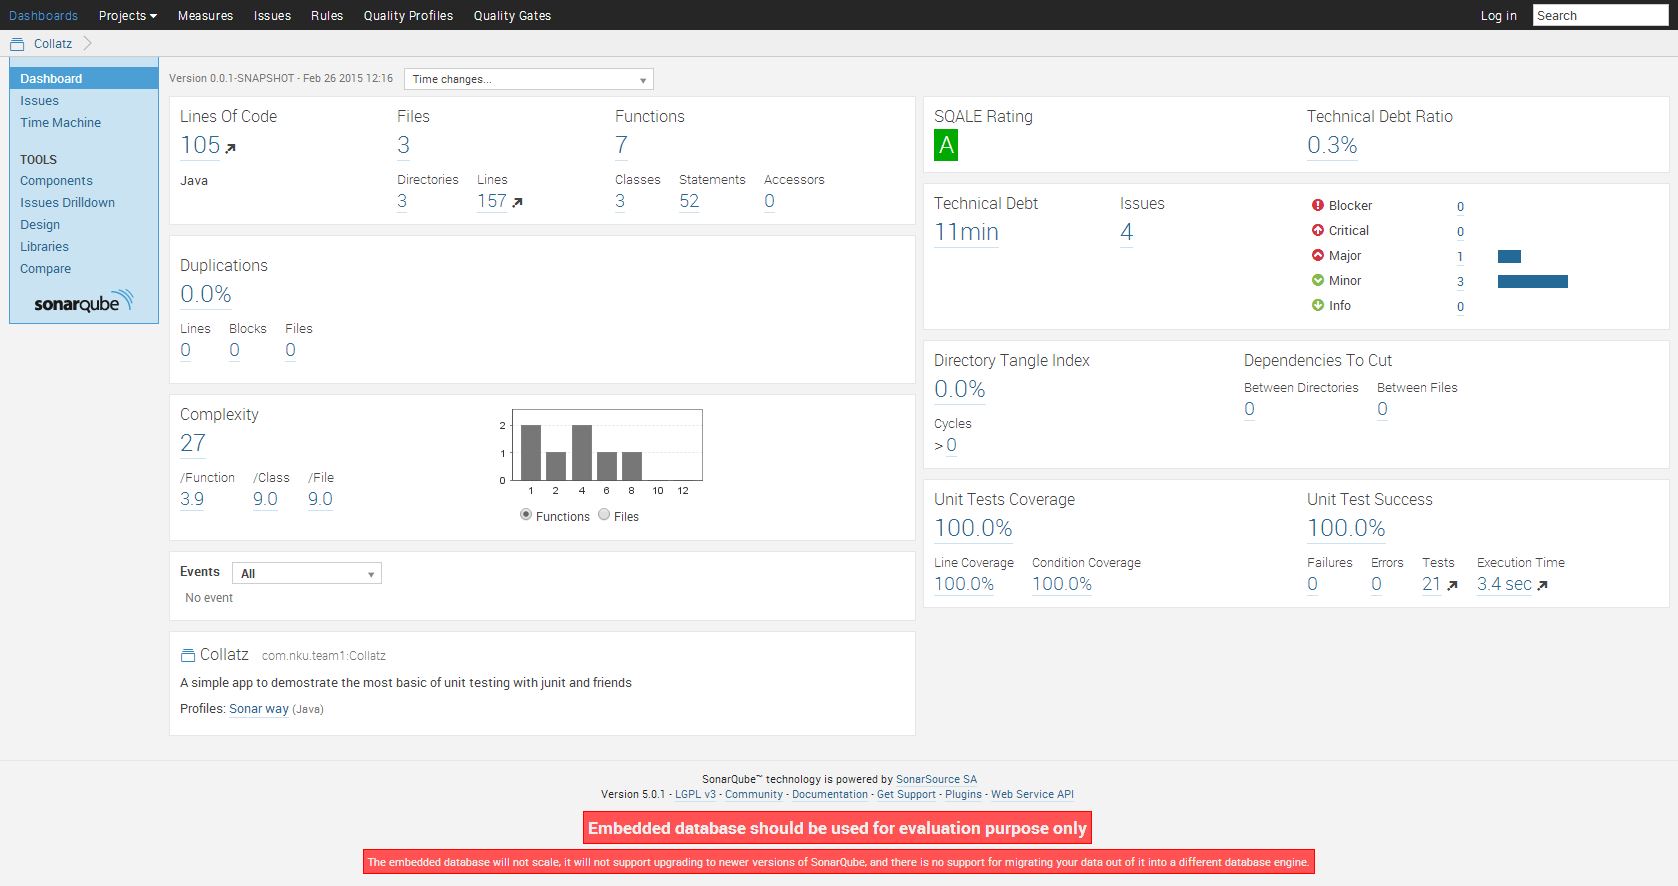 Dashboards Projects Measures Issues Rules Quality Profiles Quality Gates Log in Search
Collatz
Dashboard
Issues
Time Machine
TOOLS
Components
Issues Drilldown
Design
Libraries
Compare
sonarqube
Version 0.0.1-SNAPSHOT - Feb 26 2015 12:16 Time changes...
Lines Of Code Files Functions
105 3 7
Java
Directories Lines Classes Statements Accessors
3 157 3 52 0
Duplications
0.0%
Lines Blocks Files
0 0 0
Complexity
27
/Function /Class /File
3.9 9.0 9.0
2
1
0
1 2 4 6 8 10 12
Functions Files
Events All
No event
Collatz com.nku.team1:Collatz
A simple app to demostrate the most basic of unit testing with junit and friends
Profiles: Sonar way (Java)
SQALE Rating Technical Debt Ratio
A 0.3%
Technical Debt Issues
11min 4
Blocker 0
Critical 0
Major 1
Minor 3
Info 0
Directory Tangle Index Dependencies To Cut
0.0%
Between Directories Between Files
0 0
Cycles
> 0
Unit Tests Coverage Unit Test Success
100.0% 100.0%
Line Coverage Condition Coverage Failures Errors Tests Execution Time
100.0% 100.0% 0 0 21 3.4 sec
SonarQube™ technology is powered by SonarSource SA
Version 5.0.1 - LGPL v3 - Community - Documentation - Get Support - Plugins - Web Service API
Embedded database should be used for evaluation purpose only
The embedded database will not scale, it will not support upgrading to newer versions of SonarQube, and there is no support for migrating your data out of it into a different database engine.